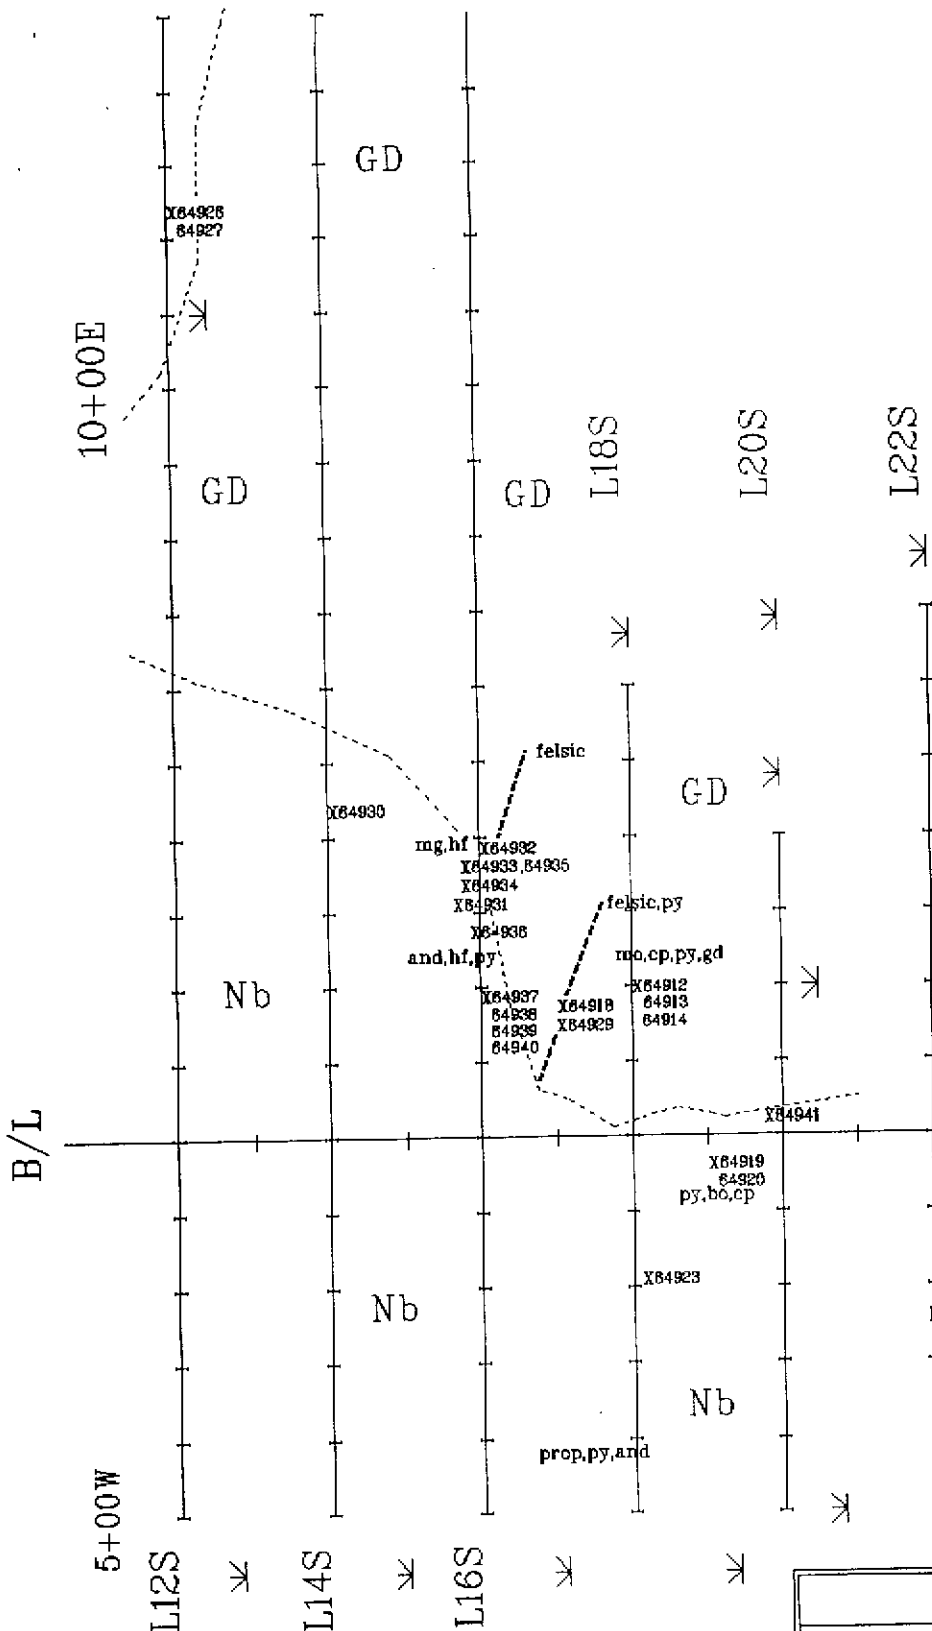 GD
X64926
64927
10+00E
GD
GD
L18S
L20S
L22S
felsic
GD
X64930
mg,hf
X64932
X64933,64935
X64934
X64931
felsic,py
X64936
and,hf,py
mo,cp,py,gd
Nb
X64937
64938
64939
64940
X64918
X64929
X64912
64913
64914
B/L
X64941
X64919
64920
py,bo,cp
X64923
Nb
Nb
prop,py,and
5+00W
L12S
L14S
L16S